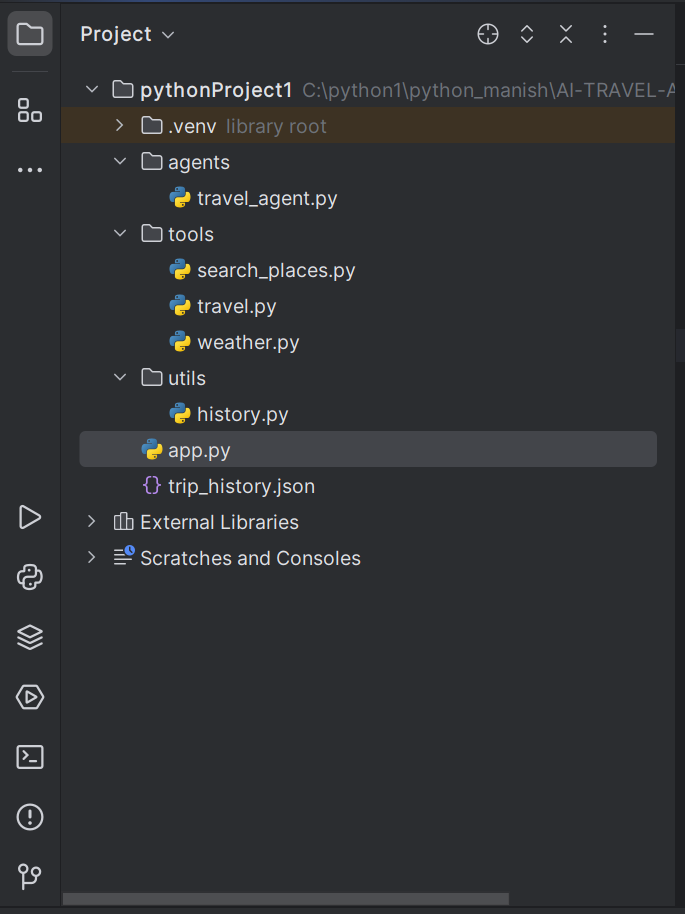 Project
pythonProject1 C:\python1\python_manish\AI-TRAVEL-A
.venv library root
agents
travel_agent.py
tools
search_places.py
travel.py
weather.py
utils
history.py
app.py
{} trip_history.json
External Libraries
Scratches and Consoles